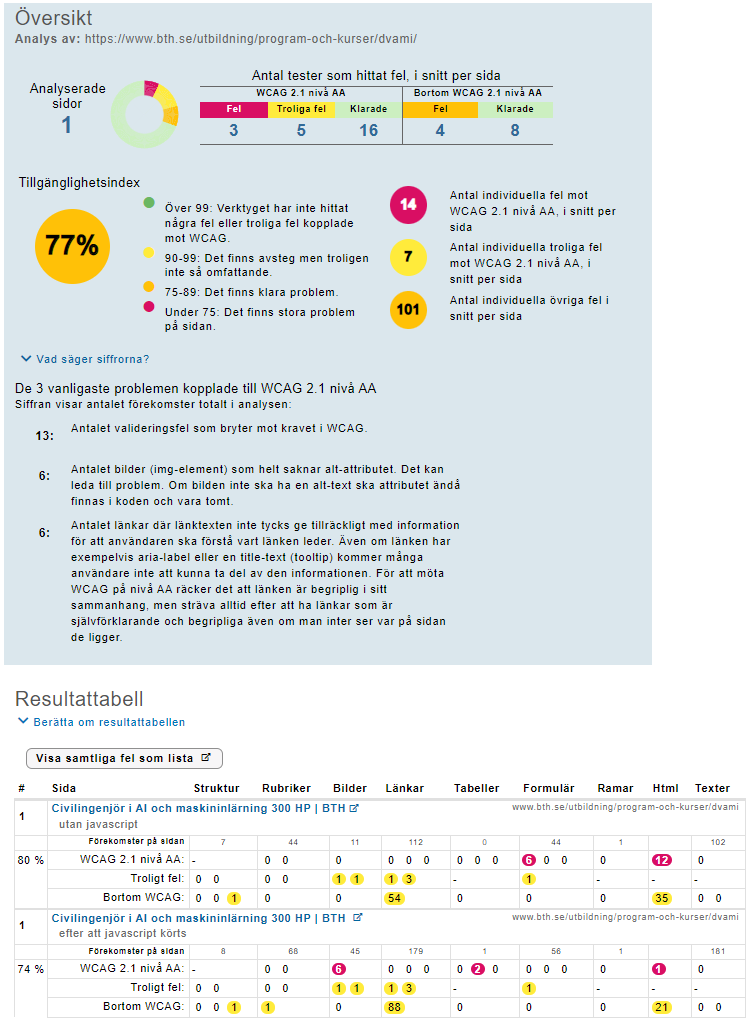 Översikt
Analys av: https://www.bth.se/utbildning/program-och-kurser/dvami/
Analyserade
sidor
1
Antal tester som hittat fel, i snitt per sida
WCAG 2.1 nivå AA Bortom WCAG 2.1 nivå AA
Fel Troliga fel Klarade Fel Klarade
3 5 16 4 8
Tillgänglighetsindex
77%
Över 99: Verktyget har inte hittat
några fel eller troliga fel kopplade
mot WCAG.
90-99: Det finns avsteg men troligen
inte så omfattande.
75-89: Det finns klara problem.
Under 75: Det finns stora problem
på sidan.
14
Antal individuella fel mot
WCAG 2.1 nivå AA, i snitt per
sida
7
Antal individuella troliga fel
mot WCAG 2.1 nivå AA, i
snitt per sida
101
Antal individuella övriga fel i
snitt per sida
Vad säger siffrorna?
De 3 vanligaste problemen kopplade till WCAG 2.1 nivå AA
Siffran visar antalet förekomster totalt i analysen:
13: Antalet valideringsfel som bryter mot kravet i WCAG.
6: Antalet bilder (img-element) som helt saknar alt-attributet. Det kan
leda till problem. Om bilden inte ska ha en alt-text ska attributet ändå
finnas i koden och vara tomt.
6: Antalet länkar där länktexten inte tycks ge tillräckligt med information
för att användaren ska förstå vart länken leder. Även om länken har
exempelvis aria-label eller en title-text (tooltip) kommer många
användare inte att kunna ta del av den informationen. För att möta
WCAG på nivå AA räcker det att länken är begriplig i sitt
sammanhang, men sträva alltid efter att ha länkar som är
självförklarande och begripliga även om man inter ser var på sidan
de ligger.
Resultattabell
Berätta om resultattabellen
Visa samtliga fel som lista
# Sida Struktur Rubriker Bilder Länkar Tabeller Formulär Ramar Html Texter
1 Civilingenjör i AI och maskininlärning 300 HP | BTH www.bth.se/utbildning/program-och-kurser/dvami
utan javascript
Förekomster på sidan 7 44 11 112 0 44 1 102
80 % WCAG 2.1 nivå AA: - 0 0 0 0 0 0 0 0 0 6 0 0 0 12 0
Troligt fel: 0 0 0 0 1 1 1 3 - 1 - - -
Bortom WCAG: 0 0 1 0 0 54 0 0 0 35 0 0
1 Civilingenjör i AI och maskininlärning 300 HP | BTH www.bth.se/utbildning/program-och-kurser/dvami
efter att javascript körts
Förekomster på sidan 8 68 45 179 1 56 1 181
74 % WCAG 2.1 nivå AA: - 0 0 6 0 0 0 0 2 0 0 0 0 0 1 0
Troligt fel: 0 0 0 0 1 1 1 3 - 1 - - -
Bortom WCAG: 0 0 1 1 0 88 0 0 0 21 0 0